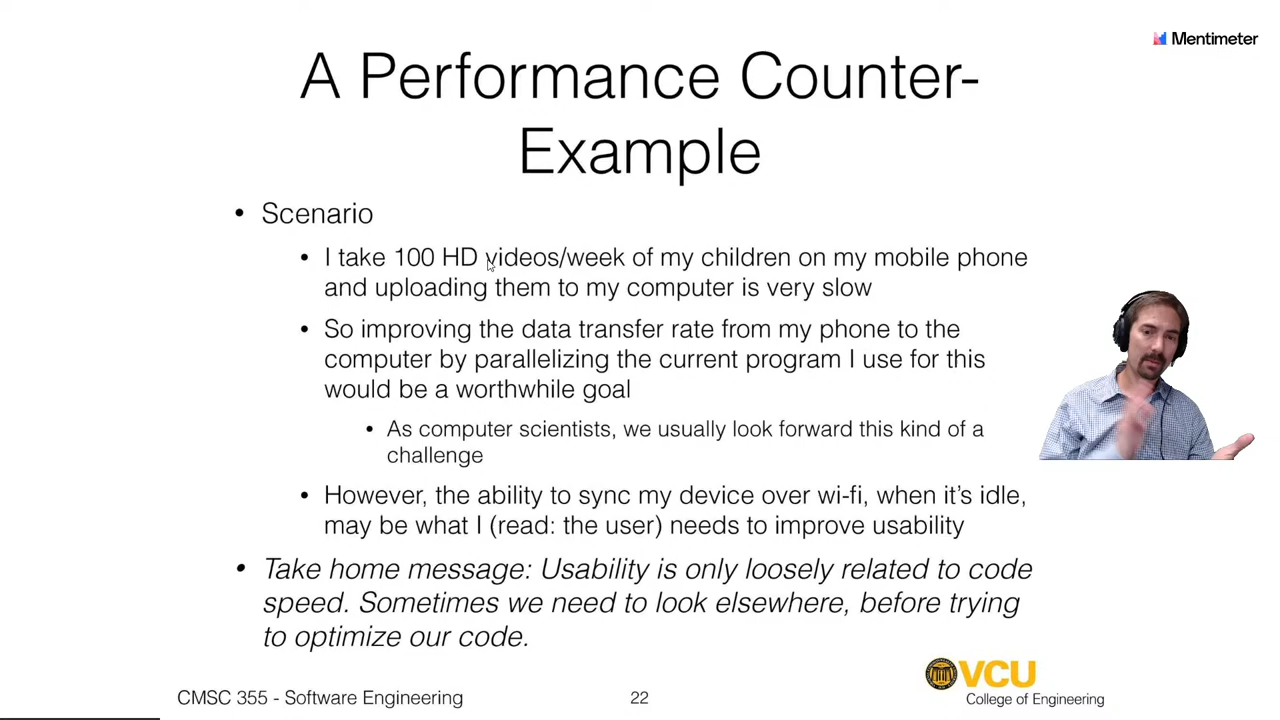 Mentimeter
A Performance Counter-
Example
• Scenario
• I take 100 HD videos/week of my children on my mobile phone
and uploading them to my computer is very slow
• So improving the data transfer rate from my phone to the
computer by parallelizing the current program I use for this
would be a worthwhile goal
• As computer scientists, we usually look forward this kind of a
challenge
• However, the ability to sync my device over wi-fi, when it’s idle,
may be what I (read: the user) needs to improve usability
• Take home message: Usability is only loosely related to code
speed. Sometimes we need to look elsewhere, before trying
to optimize our code.
CMSC 355 - Software Engineering
22
VCU
College of Engineering